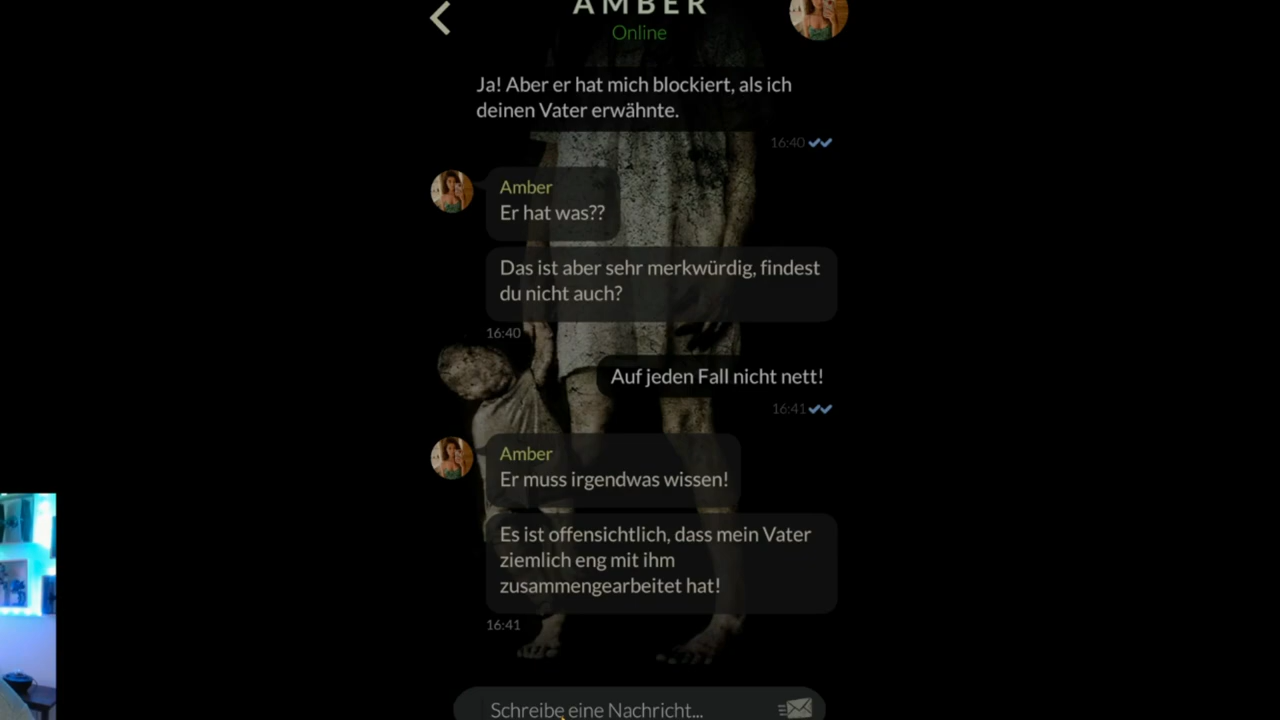 AMBER
Online
Ja! Aber er hat mich blockiert, als ich
deinen Vater erwähnte.
16:40
Amber
Er hat was??
Das ist aber sehr merkwürdig, findest
du nicht auch?
16:40
Auf jeden Fall nicht nett!
16:41
Amber
Er muss irgendwas wissen!
Es ist offensichtlich, dass mein Vater
ziemlich eng mit ihm
zusammengearbeitet hat!
16:41
Schreibe eine Nachricht...